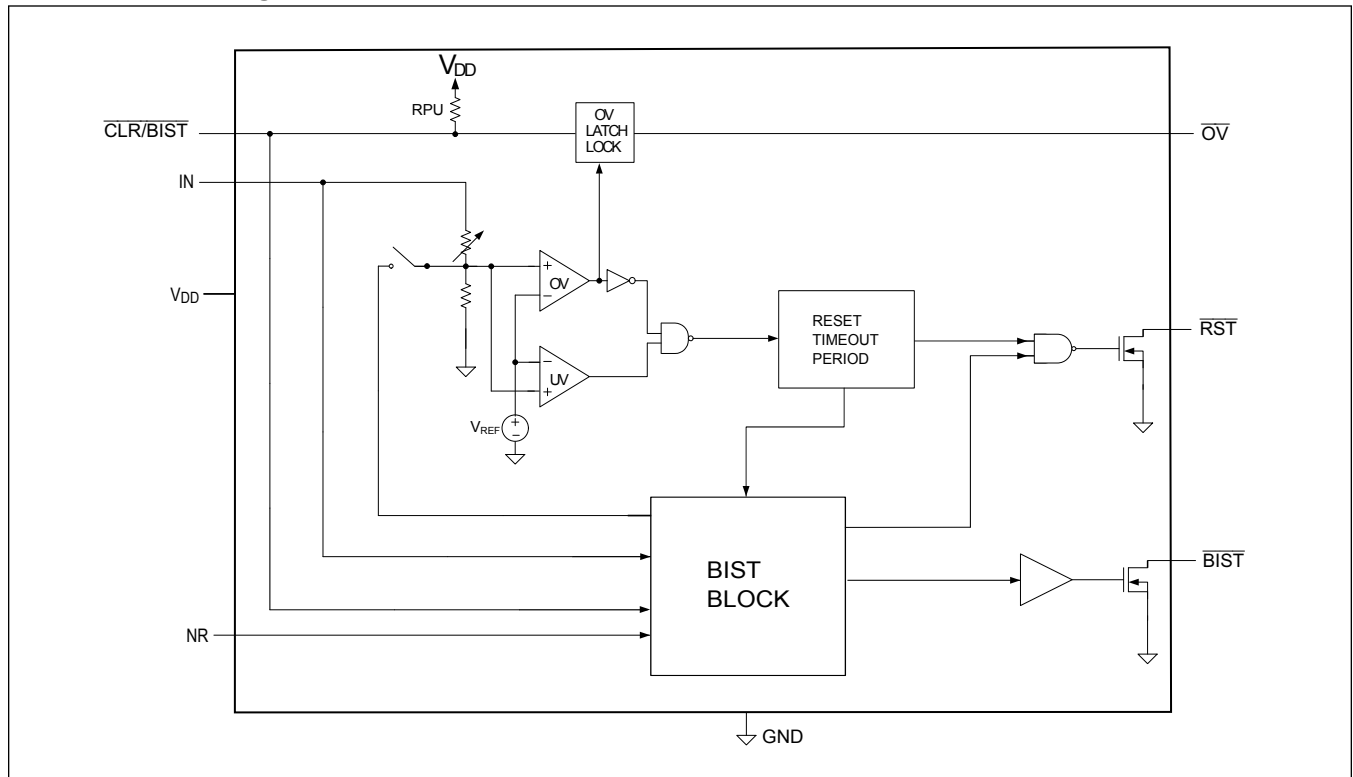 VDD
RPU
CLR/BIST
OV
LATCH
LOCK
OV
IN
+
OV
−
VDD
RESET
TIMEOUT
PERIOD
RST
−
UV
+
VREF
+
−
BIST
BLOCK
BIST
NR
GND